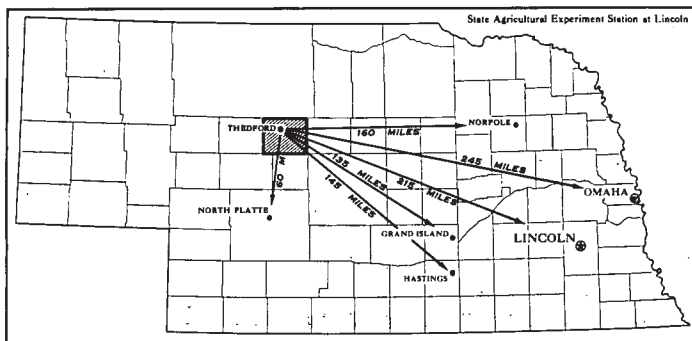 State Agricultural Experiment Station at Lincoln
THEDFORD
160 MILES
NORFOLK
245 MILES
OMAHA
135 MILES
215 MILES
145 MILES
60 M
NORTH PLATTE
GRAND ISLAND
LINCOLN
HASTINGS